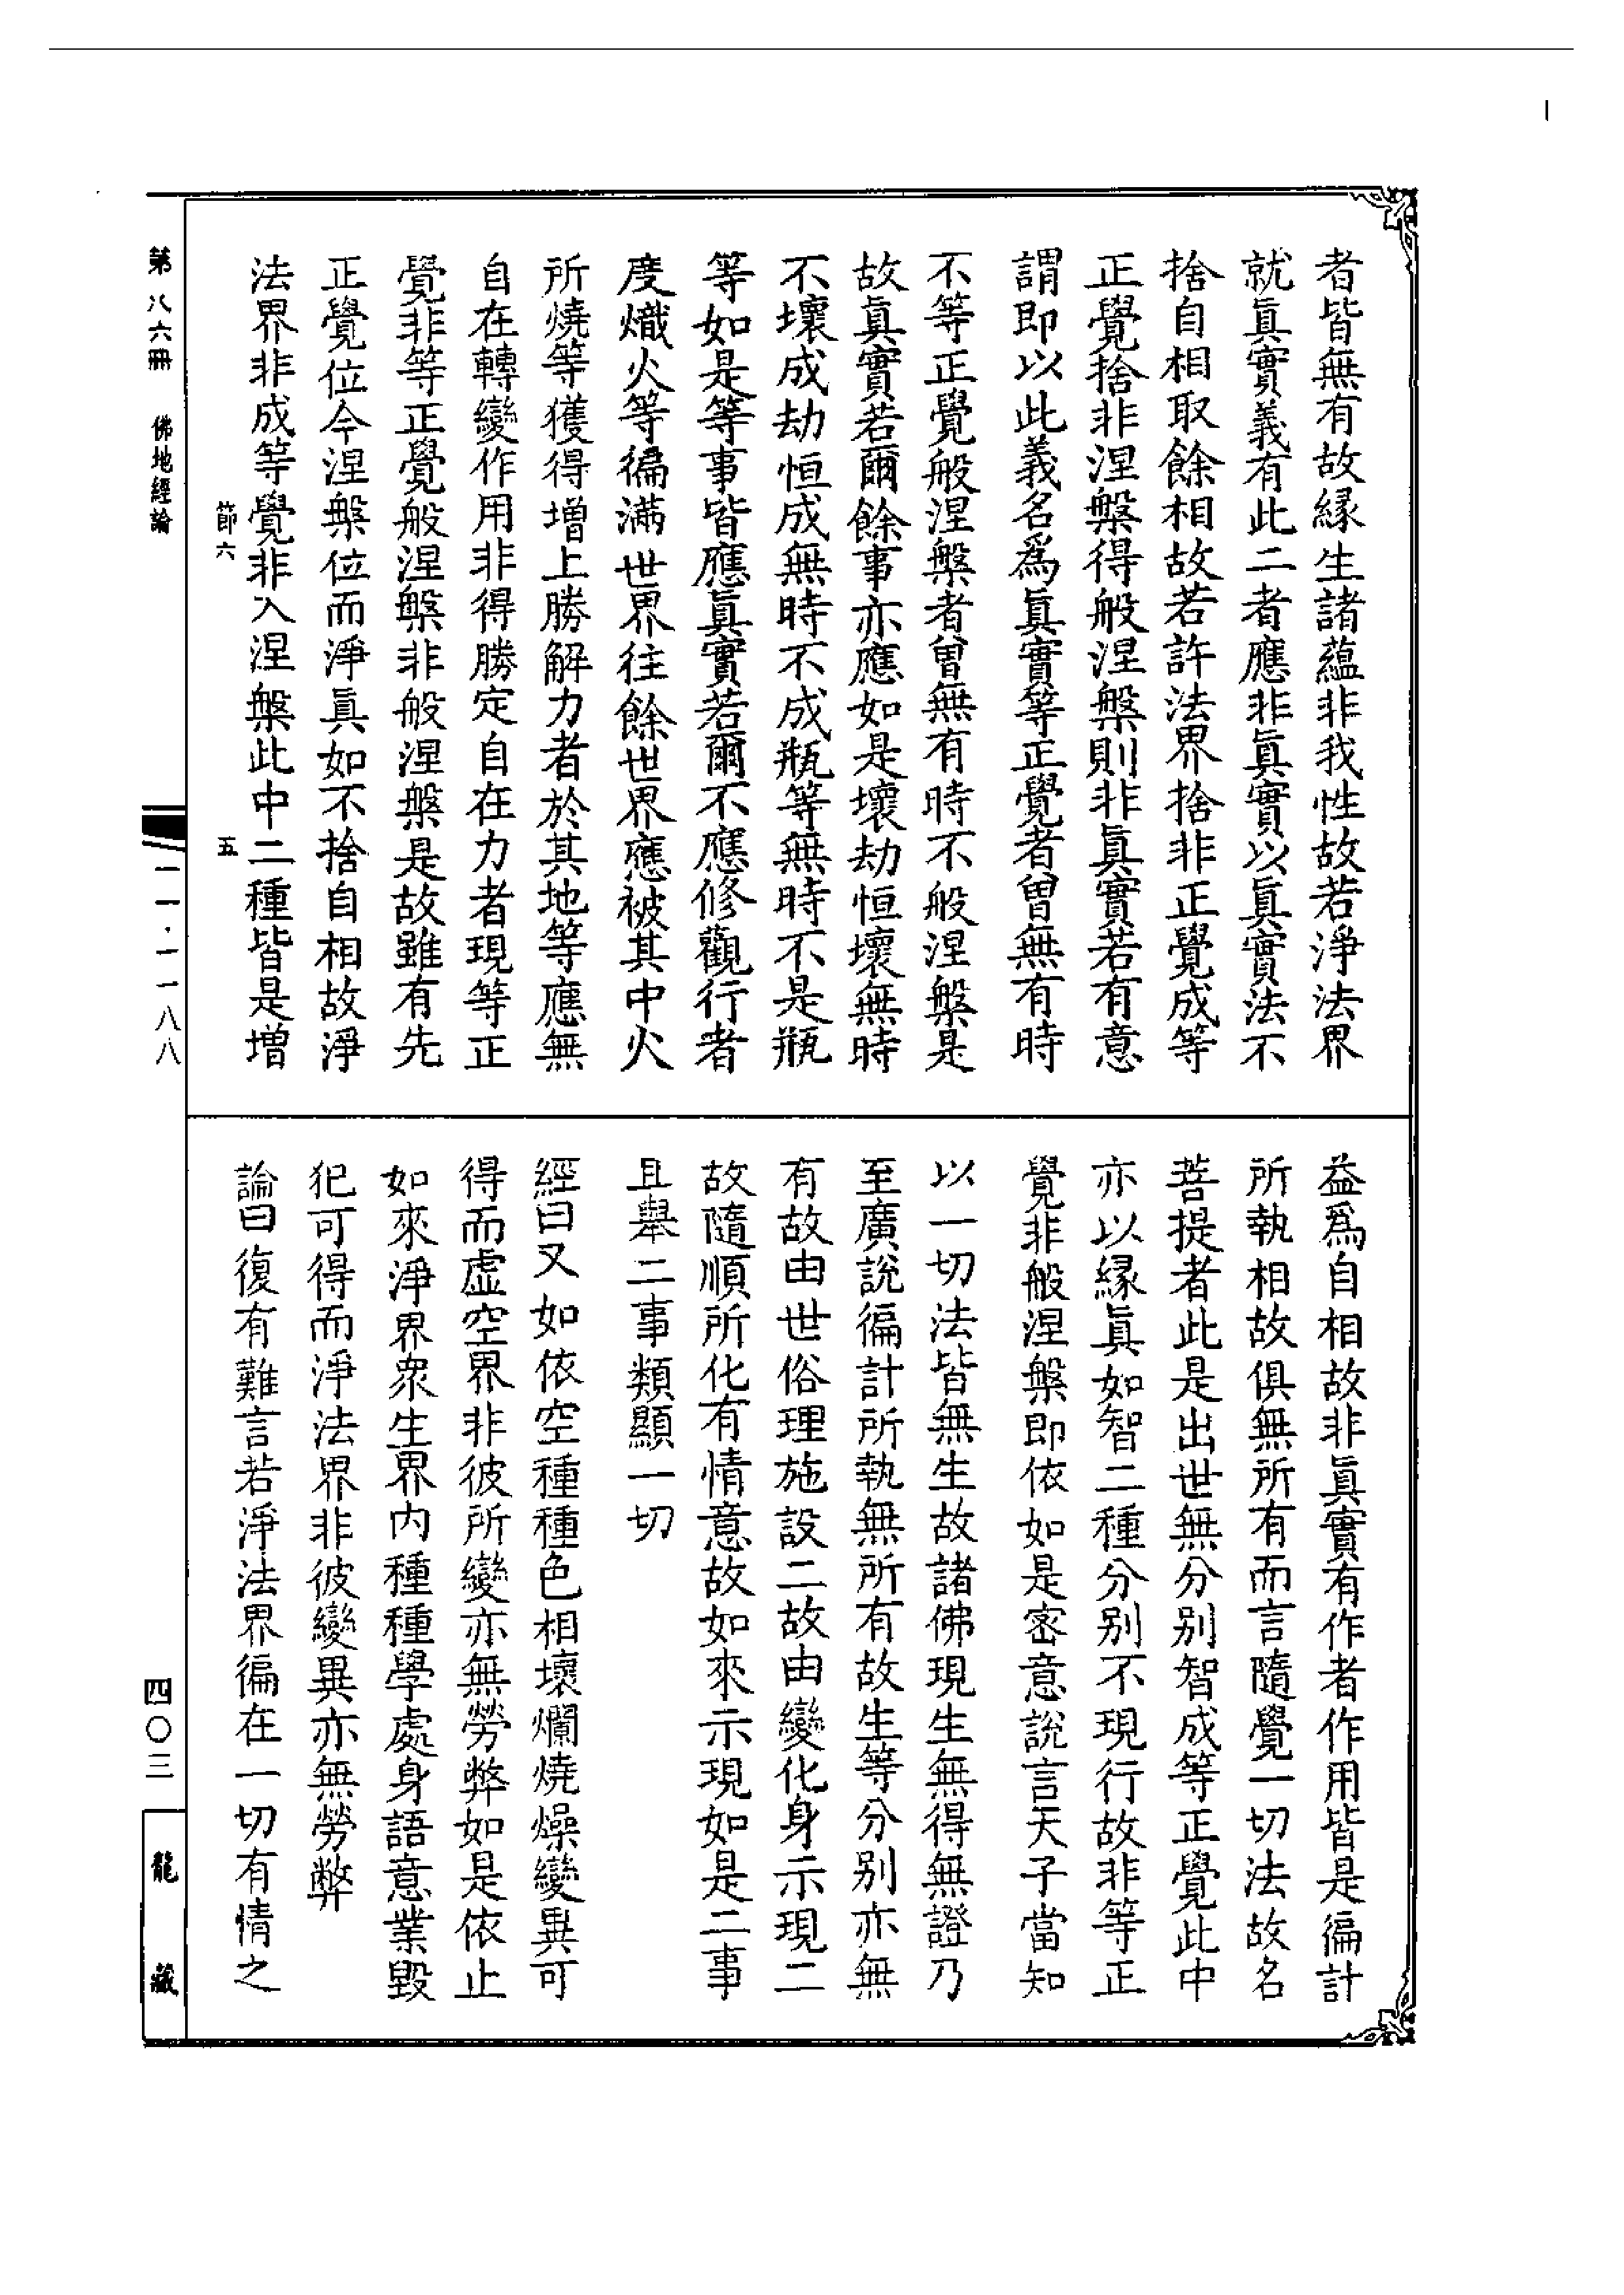 者皆無有故縁生諸蘊非我性故若淨法界
就眞實義有此二者應非眞實以眞實法不
捨自相取餘相故若許法界捨非正覺成等
正覺捨非涅槃得般涅槃則非眞實若有意
謂即以此義名爲眞實等正覺者曾無有時
不等正覺般涅槃者曾無有時不般涅槃是
故眞實若爾餘事亦應如是壞劫恒壞無時
不壞成劫恒成無時不成瓶等無時不是瓶
等如是等事皆應眞實若爾不應修觀行者
度熾火等徧滿世界往餘世界應被其中火
所燒等獲得增上勝解力者於其地等應無
自在轉變作用非得勝定自在力者現等正
覺非等正覺般涅槃非般涅槃是故雖有先
正覺位今涅槃位而淨眞如不捨自相故淨
法界非成等覺非入涅槃此中二種皆是增
節六
五
益爲自相故非眞實有作者作用皆是徧計
所執相故俱無所有而言隨覺一切法故名
菩提者此是出世無分別智成等正覺此中
亦以縁眞如智二種分別不現行故非等正
覺非般涅槃即依如是密意說言天子當知
以一切法皆無生故諸佛現生無得無證乃
至廣說徧計所執無所有故生等分別亦無
有故由世俗理施設二故由變化身示現二
故隨順所化有情意故如來示現如是二事
且舉二事類顯一切
經曰又如依空種種色相壞爛燒燥變異可
得而虛空界非彼所變亦無勞弊如是依止
如來淨界衆生界內種種學處身語意業毀
犯可得而淨法界非彼變異亦無勞弊
論曰復有難言若淨法界徧在一切有情之
第八六冊 佛地經論
一一·一一八八
四〇三
龍藏